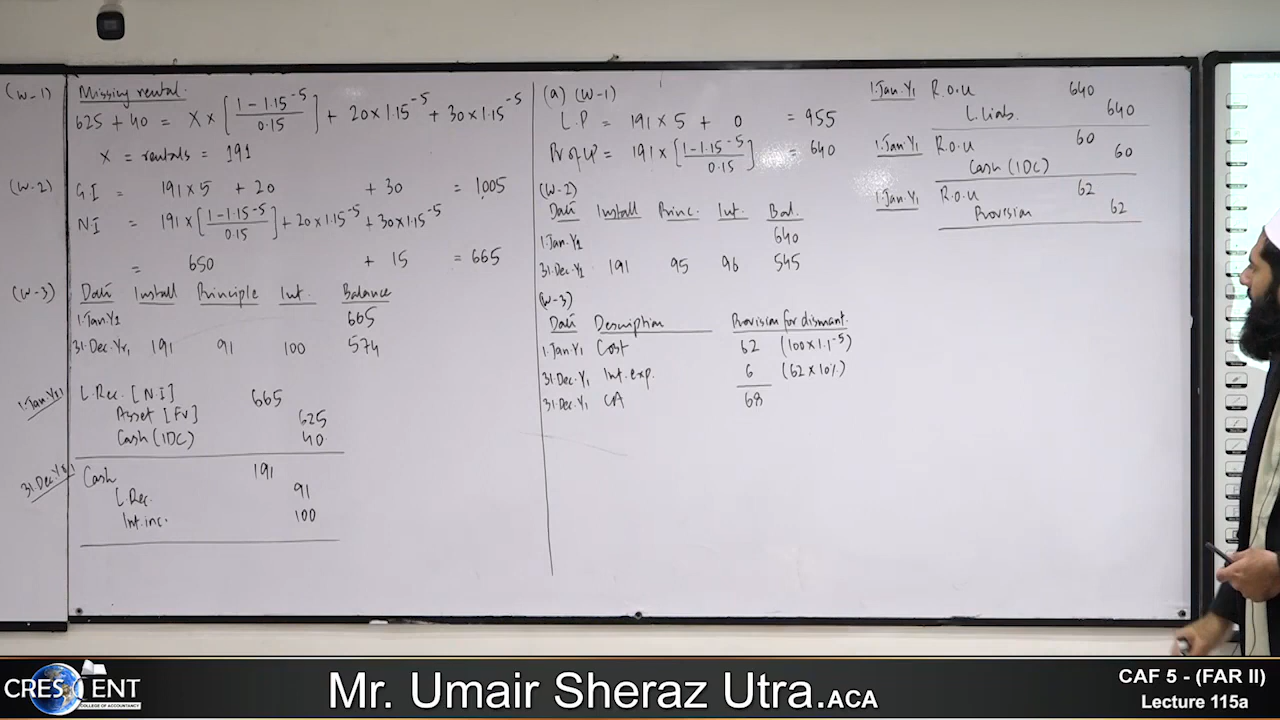 (W-1) Missing rental.
625 + 40 = X × [1 - 1.15^-5 / 0.15] + 20×1.15^-5 + 30×1.15^-5
X = rentals = 191
(W-2) G I = 191×5 + 20 + 30 = 1005
N.I = 191×[1-1.15^-5 / 0.15] + 20×1.15^-5 + 30×1.15^-5
= 650 + 15 = 665
(W-3) Date Install Principle Int. Balance
1.Jan.Y1 665
31.Dec.Y1 191 91 100 574
1.Jan.Y1 L.Rec. [N.I] 665
Asset [FV] 625
Cash (IDC) 40
31.Dec.Y1 Cash 191
L.Rec. 91
Int.inc. 100
(a) (W-1)
L.P = 191×5 + 0 = 955
PV of LP = 191×[1-1.15^-5 / 0.15] = 640
(W-2)
Date Install Princ. Int. Bal.
1.Jan.Y1 640
31.Dec.Y1 191 95 96 545
(W-3)
Date Description Provision for dismant.
1.Jan.Y1 Cost 62 (100×1.1^-5)
31.Dec.Y1 Int.exp. 6 (62×10%)
31.Dec.Y1 CA 68
1.Jan.Y1 R.O.U 640
L.Liab. 640
1.Jan.Y1 R.O.U 60
Cash (IDC) 60
1.Jan.Y1 R.O.U 62
Provision 62
CRESCENT
COLLEGE OF ACCOUNTANCY
Mr. Umair Sheraz Utra.ACA
CAF 5 - (FAR II)
Lecture 115a